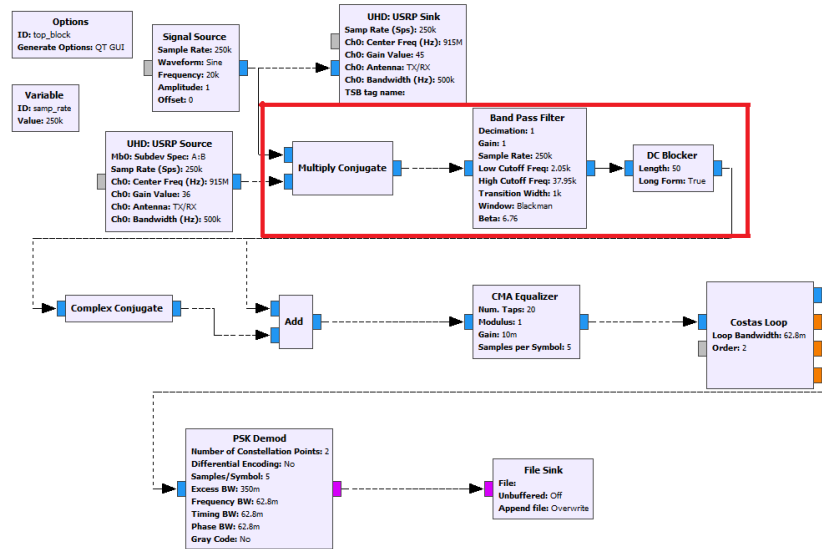 Options
ID: top_block
Generate Options: QT GUI
Variable
ID: samp_rate
Value: 250k
Signal Source
Sample Rate: 250k
Waveform: Sine
Frequency: 20k
Amplitude: 1
Offset: 0
UHD: USRP Sink
Samp Rate (Sps): 250k
Ch0: Center Freq (Hz): 915M
Ch0: Gain Value: 45
Ch0: Antenna: TX/RX
Ch0: Bandwidth (Hz): 500k
TSB tag name:
UHD: USRP Source
Mb0: Subdev Spec: A:B
Samp Rate (Sps): 250k
Ch0: Center Freq (Hz): 915M
Ch0: Gain Value: 36
Ch0: Antenna: TX/RX
Ch0: Bandwidth (Hz): 500k
Multiply Conjugate
Band Pass Filter
Decimation: 1
Gain: 1
Sample Rate: 250k
Low Cutoff Freq: 2.05k
High Cutoff Freq: 37.95k
Transition Width: 1k
Window: Blackman
Beta: 6.76
DC Blocker
Length: 50
Long Form: True
Complex Conjugate
Add
CMA Equalizer
Num. Taps: 20
Modulus: 1
Gain: 10m
Samples per Symbol: 5
Costas Loop
Loop Bandwidth: 62.8m
Order: 2
PSK Demod
Number of Constellation Points: 2
Differential Encoding: No
Samples/Symbol: 5
Excess BW: 350m
Frequency BW: 62.8m
Timing BW: 62.8m
Phase BW: 62.8m
Gray Code: No
File Sink
File:
Unbuffered: Off
Append file: Overwrite